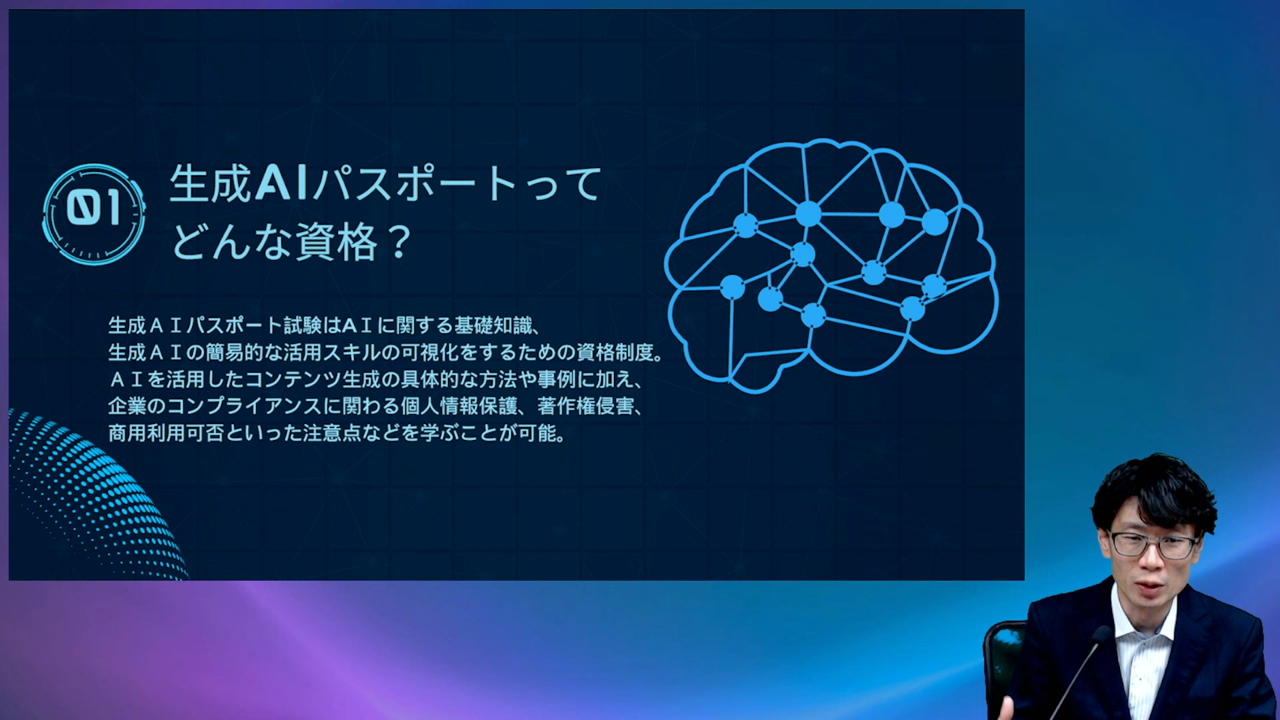 01
生成AIパスポートって
どんな資格？
生成ＡＩパスポート試験はAＩに関する基礎知識、
生成ＡＩの簡易的な活用スキルの可視化をするための資格制度。
ＡＩを活用したコンテンツ生成の具体的な方法や事例に加え、
企業のコンプライアンスに関わる個人情報保護、著作権侵害、
商用利用可否といった注意点などを学ぶことが可能。